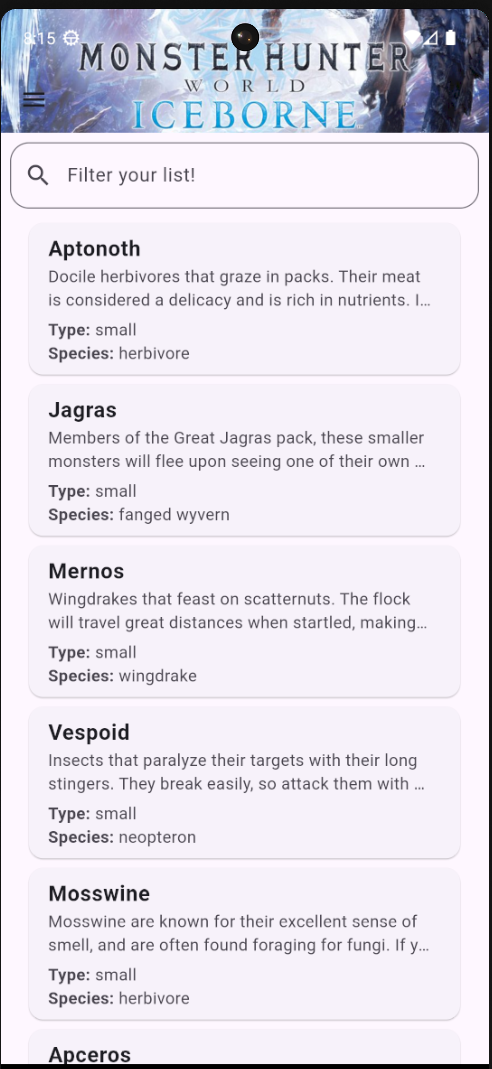 8:15
MONSTER HUNTER
WORLD
ICEBORNE
Filter your list!
Aptonoth
Docile herbivores that graze in packs. Their meat
is considered a delicacy and is rich in nutrients. I…
Type: small
Species: herbivore
Jagras
Members of the Great Jagras pack, these smaller
monsters will flee upon seeing one of their own …
Type: small
Species: fanged wyvern
Mernos
Wingdrakes that feast on scatternuts. The flock
will travel great distances when startled, making…
Type: small
Species: wingdrake
Vespoid
Insects that paralyze their targets with their long
stingers. They break easily, so attack them with …
Type: small
Species: neopteron
Mosswine
Mosswine are known for their excellent sense of
smell, and are often found foraging for fungi. If y…
Type: small
Species: herbivore
Apceros